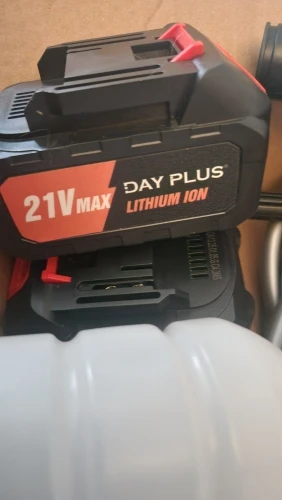 DAY PLUS®
21V MAX
LITHIUM ION